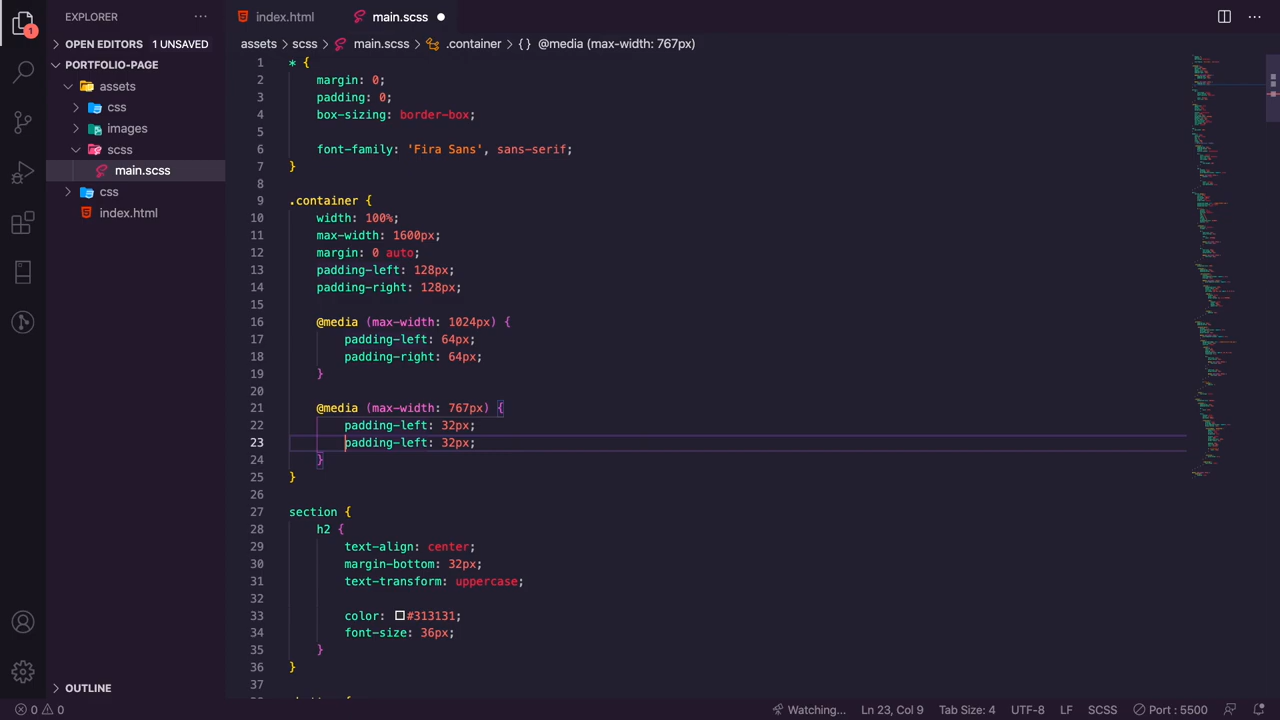 EXPLORER
index.html
main.scss
1
OPEN EDITORS 1 UNSAVED
assets
scss
main.scss
.container
{ } @media (max-width: 767px)
PORTFOLIO-PAGE
assets
css
images
scss
main.scss
css
index.html
1 * {
2 margin: 0;
3 padding: 0;
4 box-sizing: border-box;
5
6 font-family: 'Fira Sans', sans-serif;
7 }
8
9 .container {
10 width: 100%;
11 max-width: 1600px;
12 margin: 0 auto;
13 padding-left: 128px;
14 padding-right: 128px;
15
16 @media (max-width: 1024px) {
17 padding-left: 64px;
18 padding-right: 64px;
19 }
20
21 @media (max-width: 767px) {
22 padding-left: 32px;
23 padding-left: 32px;
24 }
25 }
26
27 section {
28 h2 {
29 text-align: center;
30 margin-bottom: 32px;
31 text-transform: uppercase;
32
33 color: #313131;
34 font-size: 36px;
35 }
36 }
37
OUTLINE
0 0
Watching...
Ln 23, Col 9
Tab Size: 4
UTF-8
LF
SCSS
Port : 5500